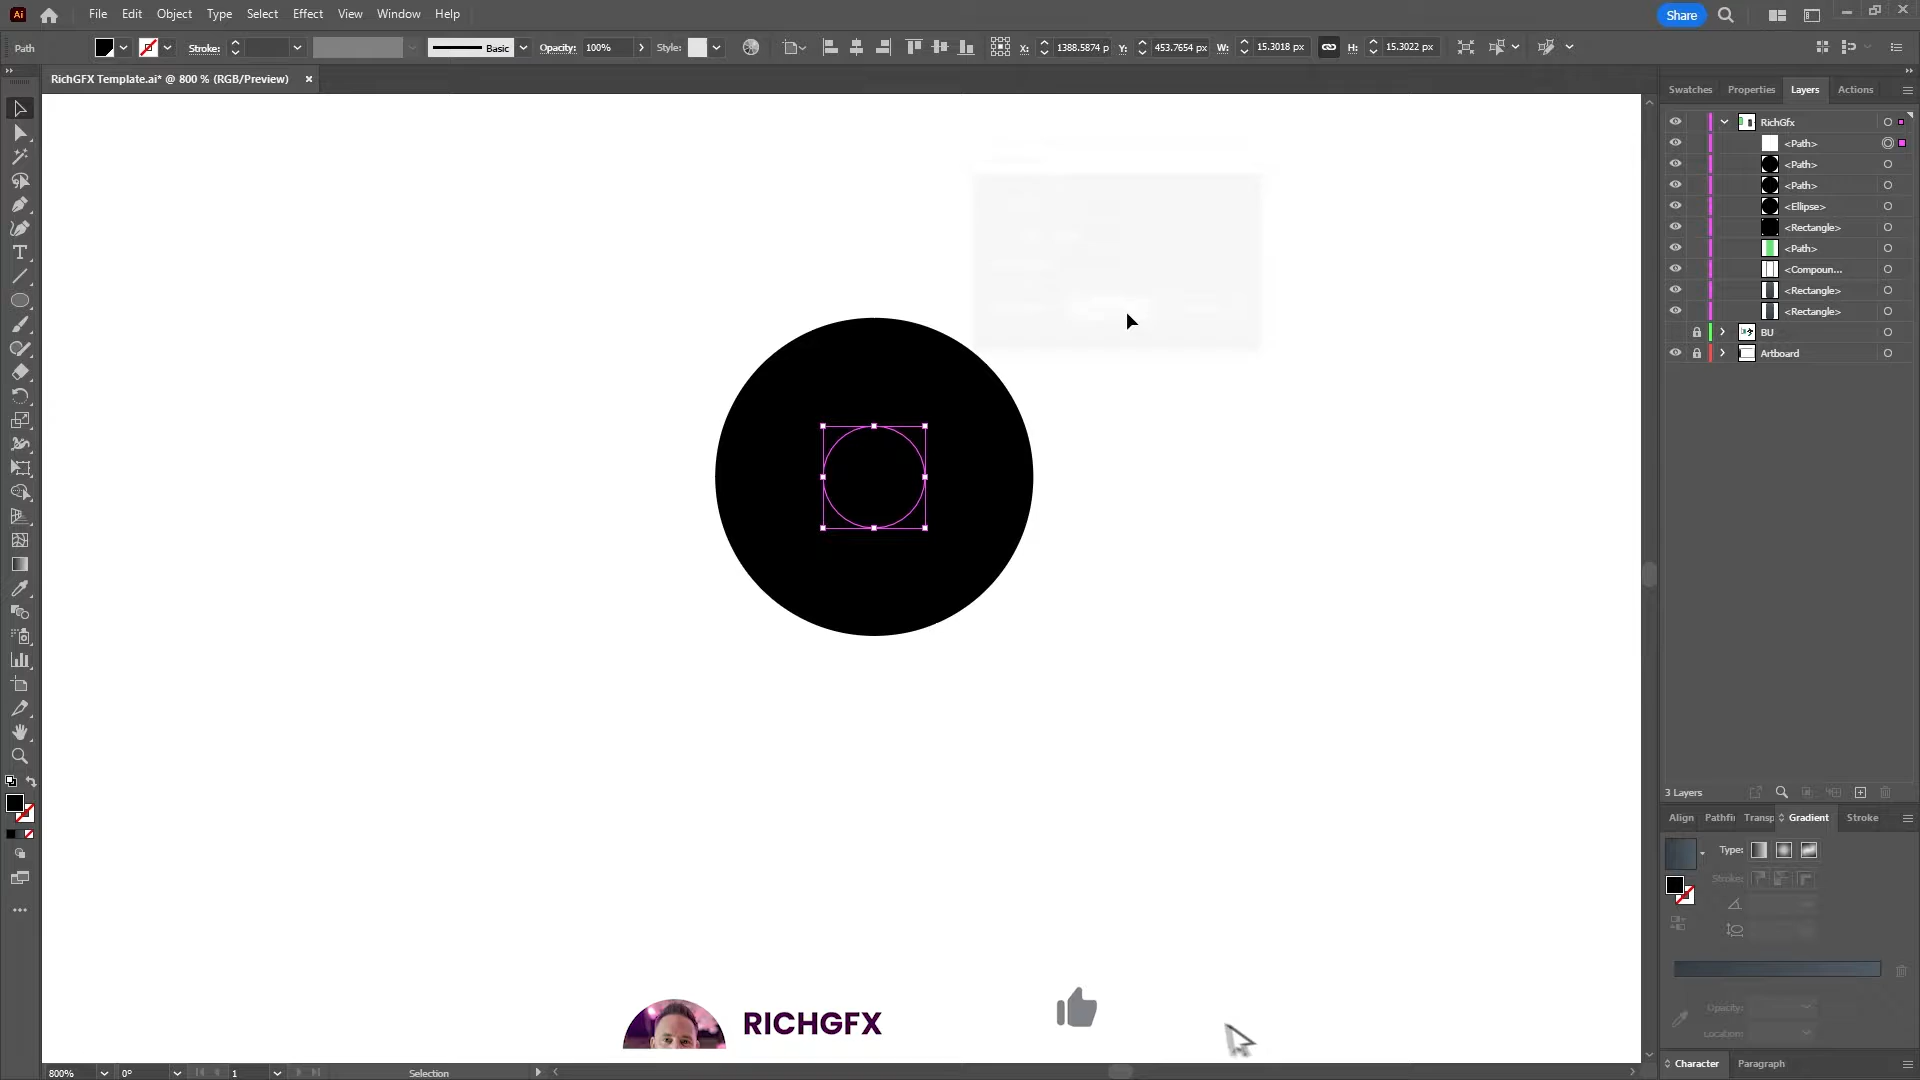 Ai File Edit Object Type Select Effect View Window Help Share
Path Stroke: Basic Opacity: 100% Style: X: 1388.5874 p Y: 453.7654 px W: 15.3018 px H: 15.3022 px
RichGFX Template.ai* @ 800 % (RGB/Preview) ×
Swatches Properties Layers Actions
RichGfx
<Path>
<Path>
<Path>
<Ellipse>
<Rectangle>
<Path>
<Compoun...
<Rectangle>
<Rectangle>
BU
Artboard
3 Layers
Align Pathfi Transp Gradient Stroke
Type:
Stroke:
Opacity:
Location:
RICHGFX
Character Paragraph
800% 0° 1 Selection